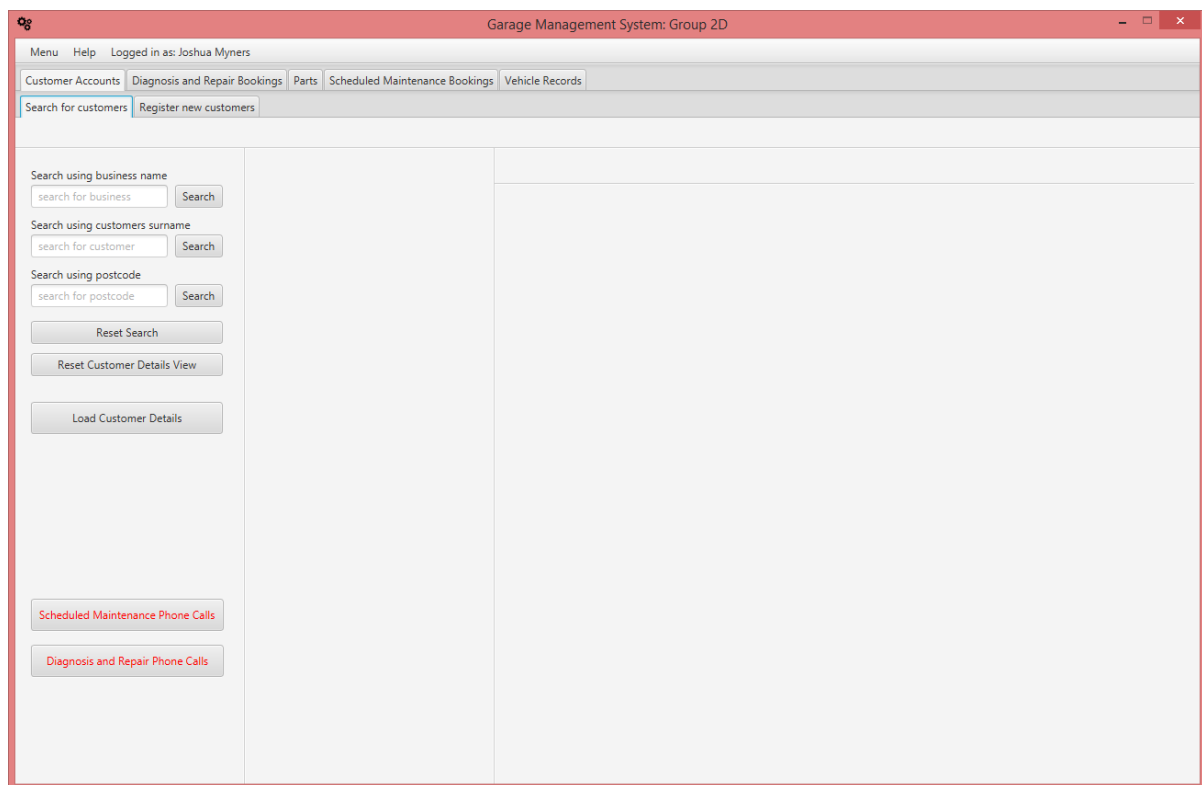 Garage Management System: Group 2D
Menu Help Logged in as: Joshua Myners
Customer Accounts Diagnosis and Repair Bookings Parts Scheduled Maintenance Bookings Vehicle Records
Search for customers Register new customers
Search using business name
search for business Search
Search using customers surname
search for customer Search
Search using postcode
search for postcode Search
Reset Search
Reset Customer Details View
Load Customer Details
Scheduled Maintenance Phone Calls
Diagnosis and Repair Phone Calls